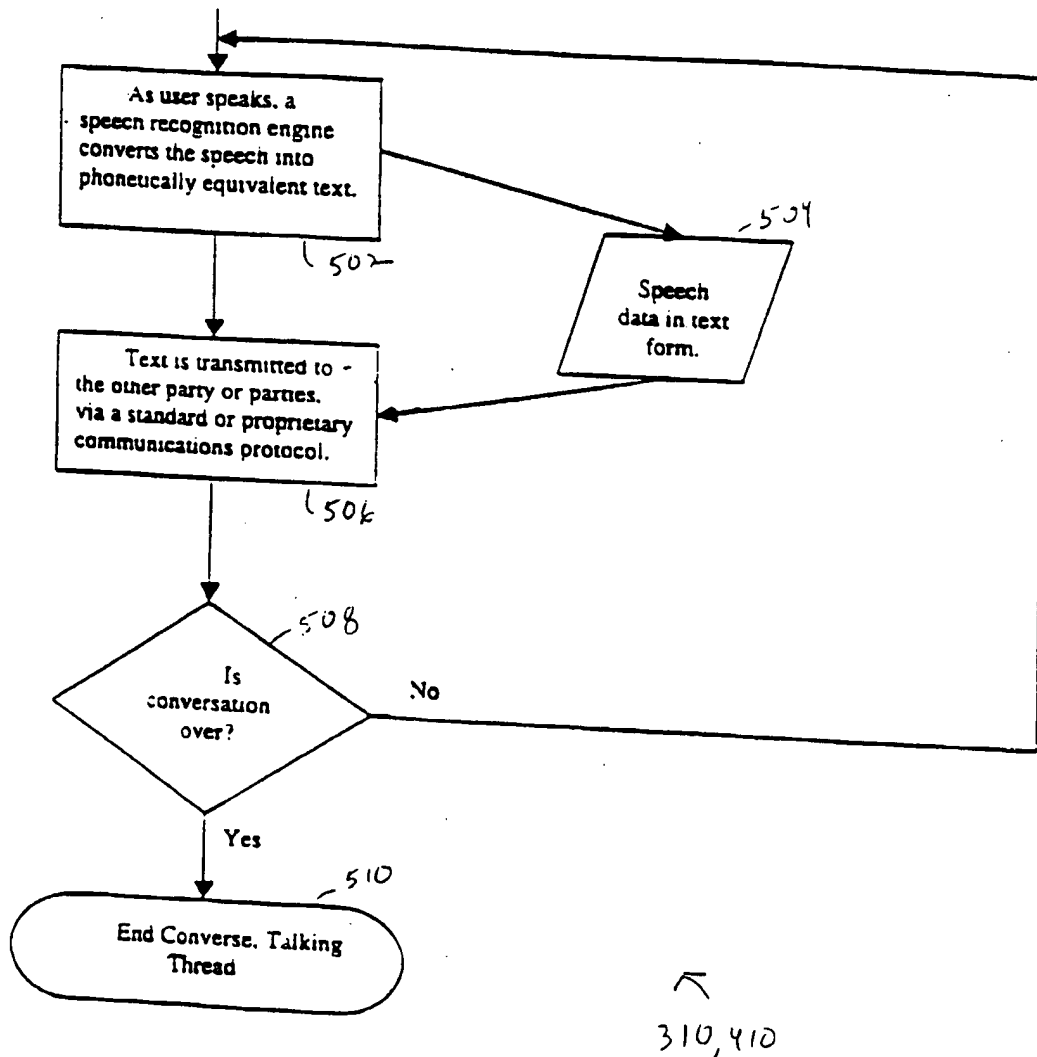 As user speaks, a
speech recognition engine
converts the speech into
phonetically equivalent text.
502
504
Speech
data in text
form.
Text is transmitted to -
the other party or parties,
via a standard or proprietary
communications protocol.
506
508
Is
conversation
over?
No
Yes
510
End Converse, Talking
Thread
310, 410